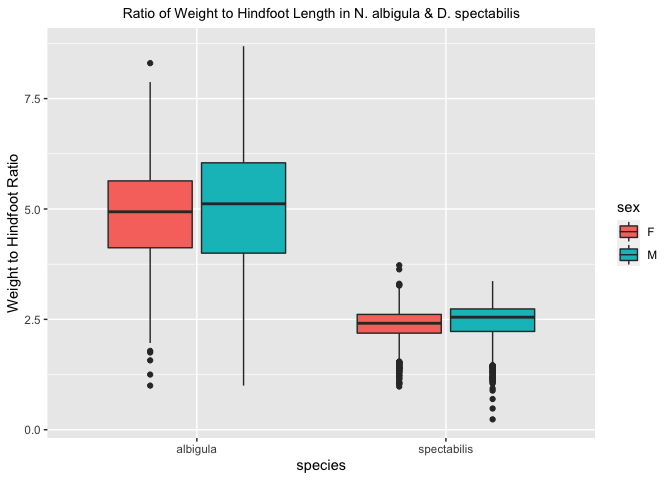 Ratio of Weight to Hindfoot Length in N. albigula & D. spectabilis
Weight to Hindfoot Ratio
7.5
5.0
2.5
0.0
albigula
spectabilis
species
sex
F
M